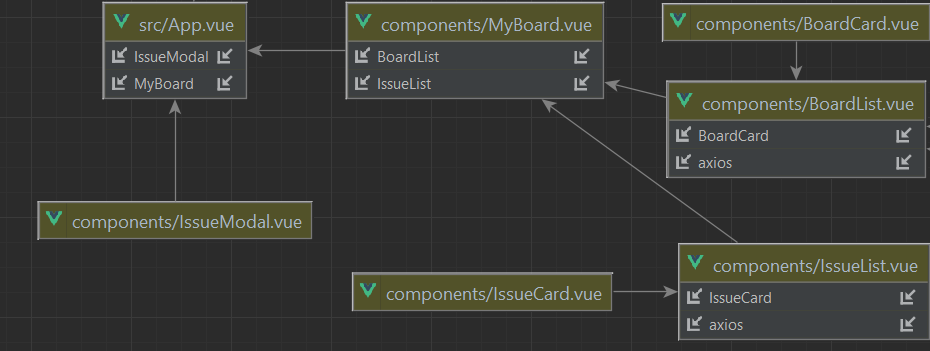 src/App.vue
IssueModal
MyBoard
components/MyBoard.vue
BoardList
IssueList
components/BoardCard.vue
components/BoardList.vue
BoardCard
axios
components/IssueModal.vue
components/IssueCard.vue
components/IssueList.vue
IssueCard
axios